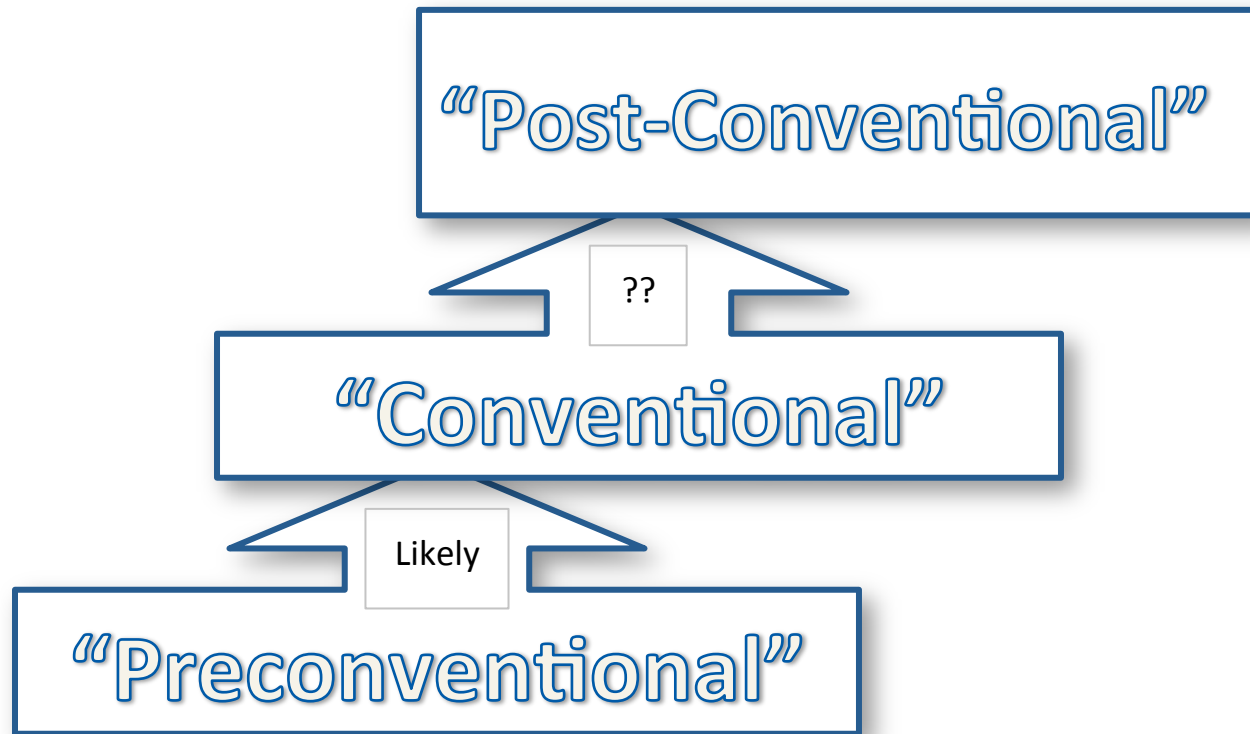 “Post-Conventional”
??
“Conventional”
Likely
“Preconventional”